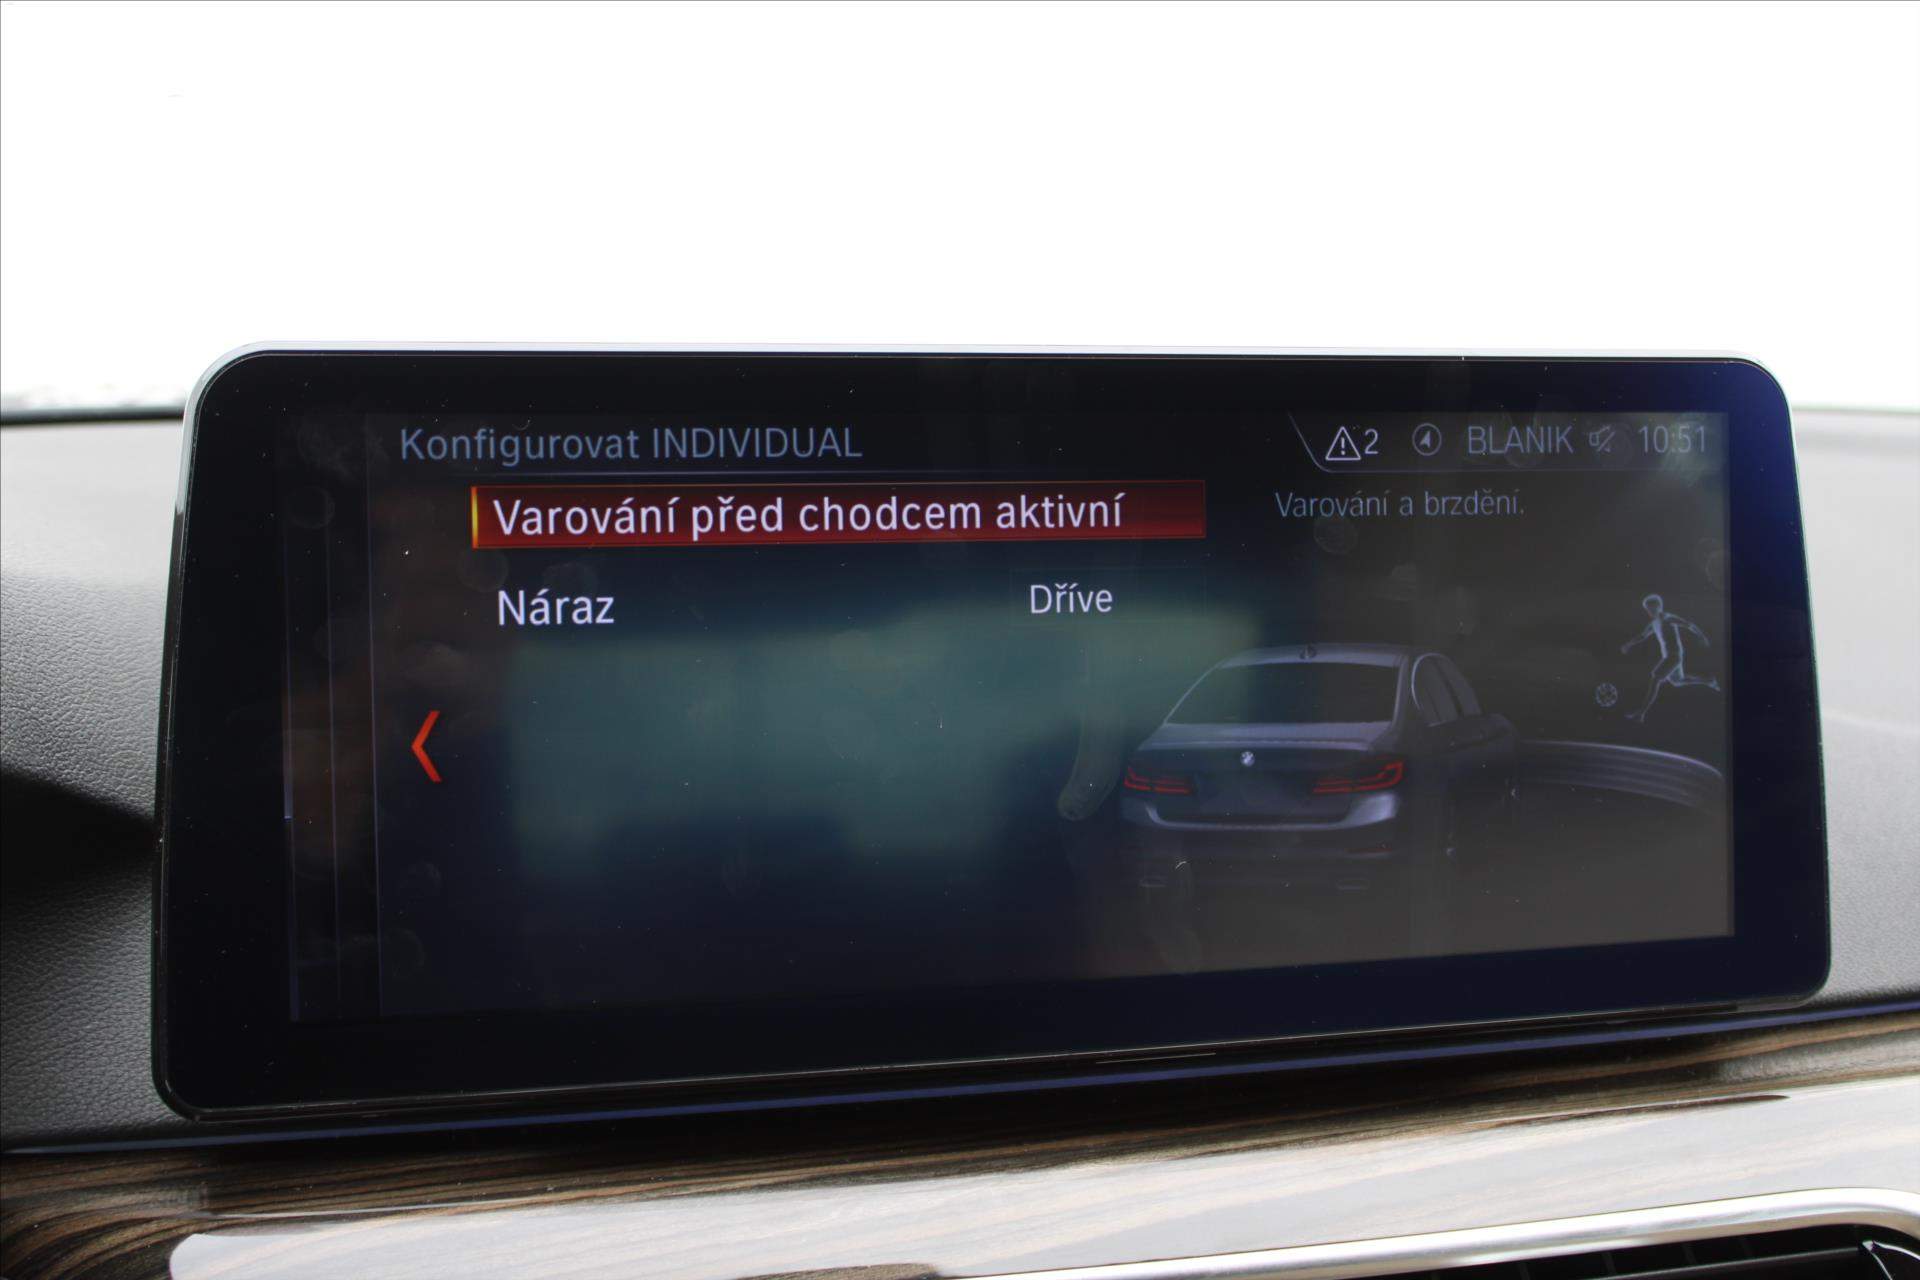 Konfigurovat INDIVIDUAL
2 BLANIK 10:51
Varování před chodcem aktivní
Varování a brzdění.
Náraz Dříve